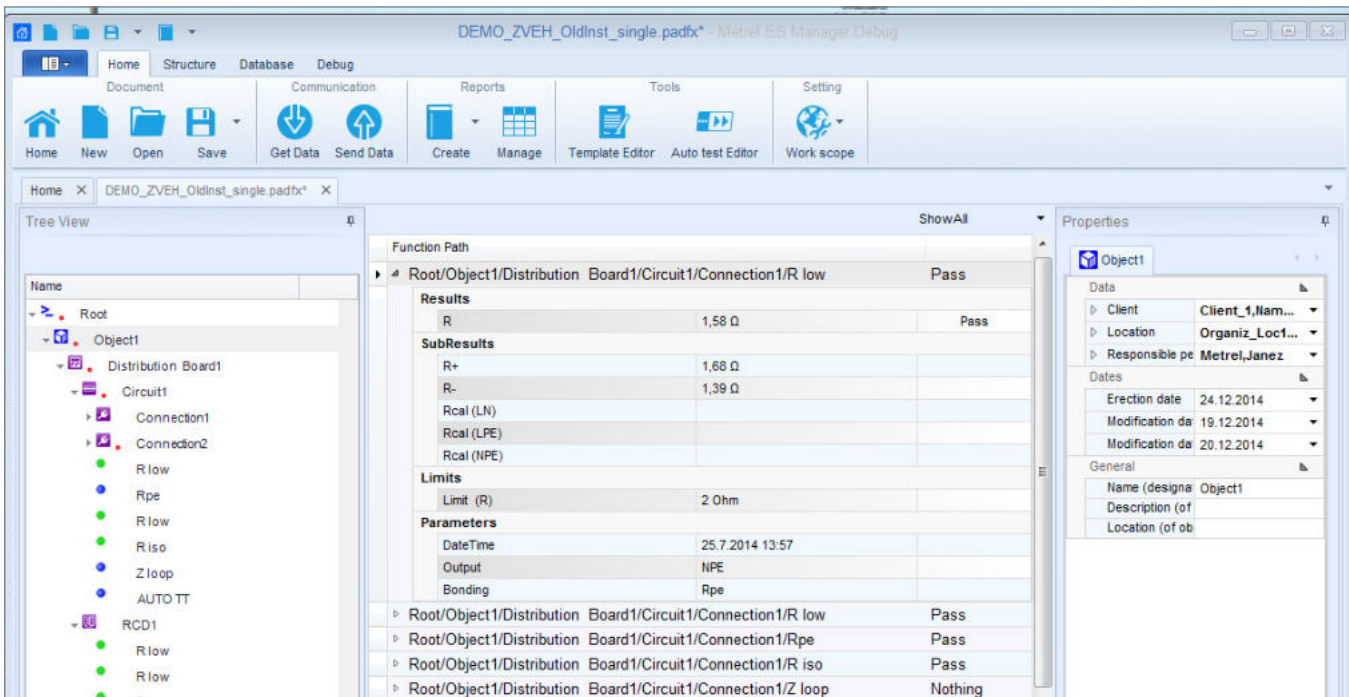 DEMO_ZVEH_OldInst_single.padfx* - Metrel ES Manager Debug
Home Structure Database Debug
Document Communication Reports Tools Setting
Home New Open Save Get Data Send Data Create Manage Template Editor Auto test Editor Work scope
Home DEMO_ZVEH_OldInst_single.padfx*
Tree View
Name
Root
Object1
Distribution Board1
Circuit1
Connection1
Connection2
R low
Rpe
R low
R iso
Z loop
AUTO TT
RCD1
R low
R low
ShowAll
Function Path
Root/Object1/Distribution Board1/Circuit1/Connection1/R low Pass
Results
R 1,58 Ω Pass
SubResults
R+ 1,68 Ω
R- 1,39 Ω
Rcal (LN)
Rcal (LPE)
Rcal (NPE)
Limits
Limit (R) 2 Ohm
Parameters
DateTime 25.7.2014 13:57
Output NPE
Bonding Rpe
Root/Object1/Distribution Board1/Circuit1/Connection1/R low Pass
Root/Object1/Distribution Board1/Circuit1/Connection1/Rpe Pass
Root/Object1/Distribution Board1/Circuit1/Connection1/R iso Pass
Root/Object1/Distribution Board1/Circuit1/Connection1/Z loop Nothing
Properties
Object1
Data
Client Client_1,Nam...
Location Organiz_Loc1...
Responsible pe Metrel,Janez
Dates
Erection date 24.12.2014
Modification da 19.12.2014
Modification da 20.12.2014
General
Name (designa Object1
Description (of
Location (of ob